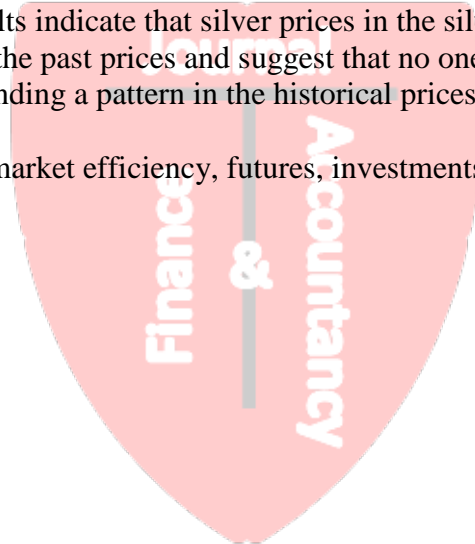 lts indicate that silver prices in the sil
the past prices and suggest that no one
nding a pattern in the historical prices
market efficiency, futures, investments
Journal
Finance
&
Accountancy